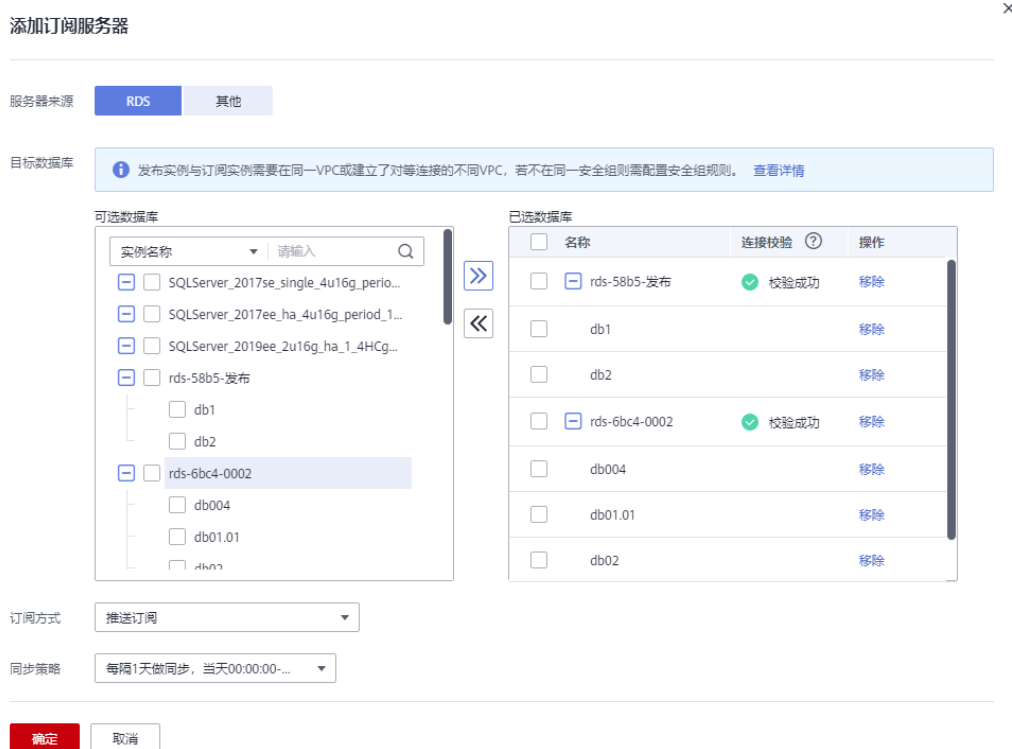 添加订阅服务器
服务器来源 RDS 其他
目标数据库 发布实例与订阅实例需要在同一VPC或建立了对等连接的不同VPC，若不在同一安全组则需配置安全组规则。 查看详情
可选数据库
实例名称 请输入
SQLServer_2017se_single_4u16g_perio...
SQLServer_2017ee_ha_4u16g_period_1...
SQLServer_2019ee_2u16g_ha_1_4HCg...
rds-58b5-发布
db1
db2
rds-6bc4-0002
db004
db01.01
db02
已选数据库
名称 连接校验 操作
rds-58b5-发布 校验成功 移除
db1 移除
db2 移除
rds-6bc4-0002 校验成功 移除
db004 移除
db01.01 移除
db02 移除
订阅方式 推送订阅
同步策略 每隔1天做同步，当天00:00:00-...
确定 取消